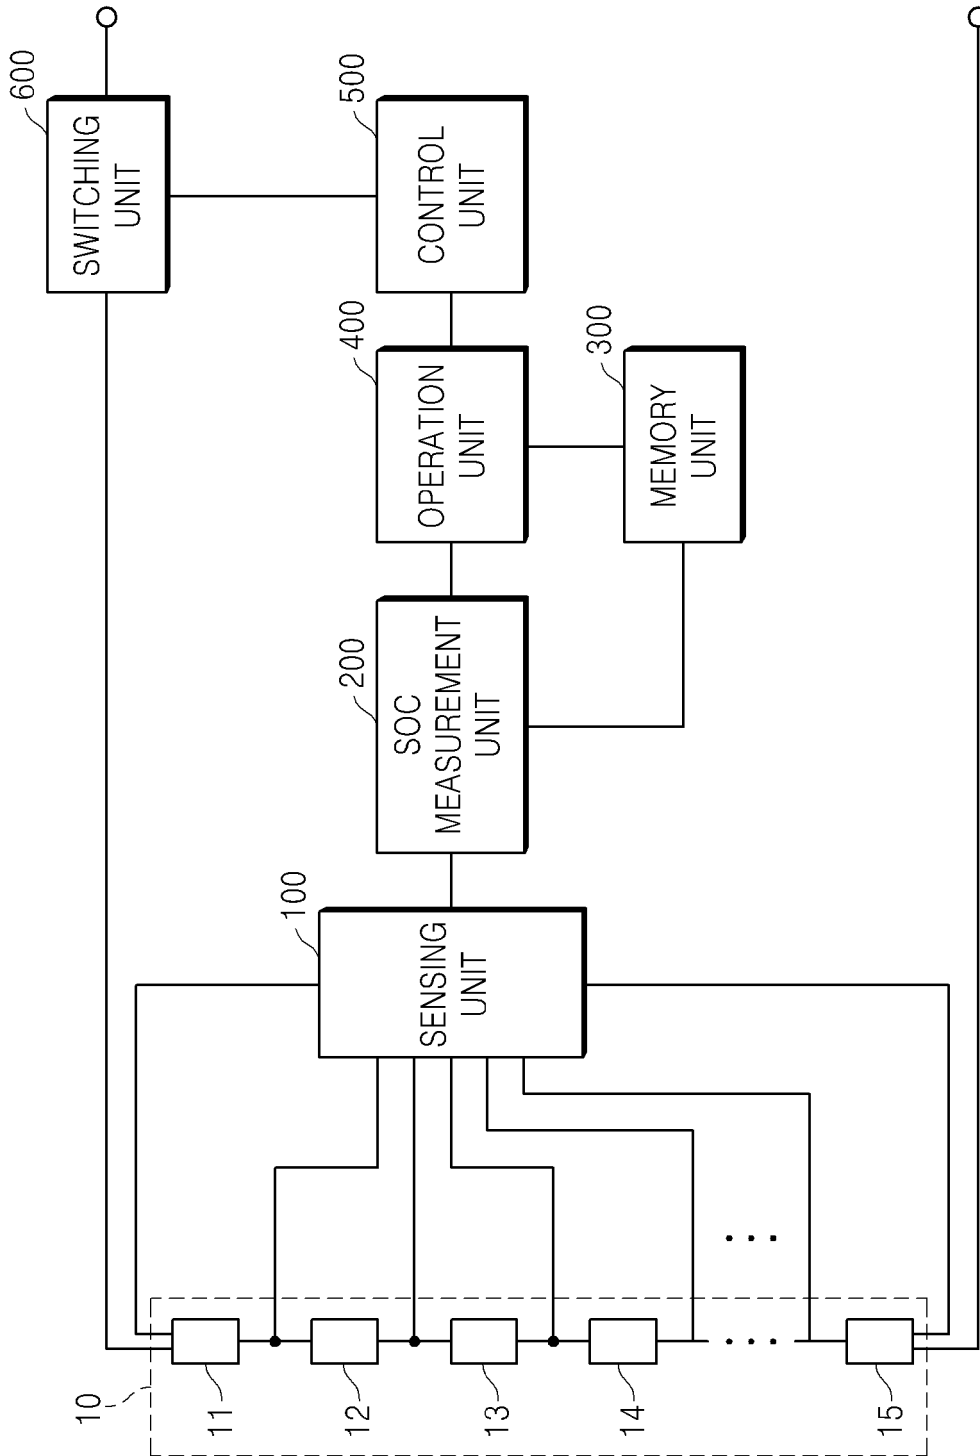 600
SWITCHING
UNIT
500
CONTROL
UNIT
400
OPERATION
UNIT
300
MEMORY
UNIT
200
SOC
MEASUREMENT
UNIT
100
SENSING
UNIT
10
11
12
13
14
15